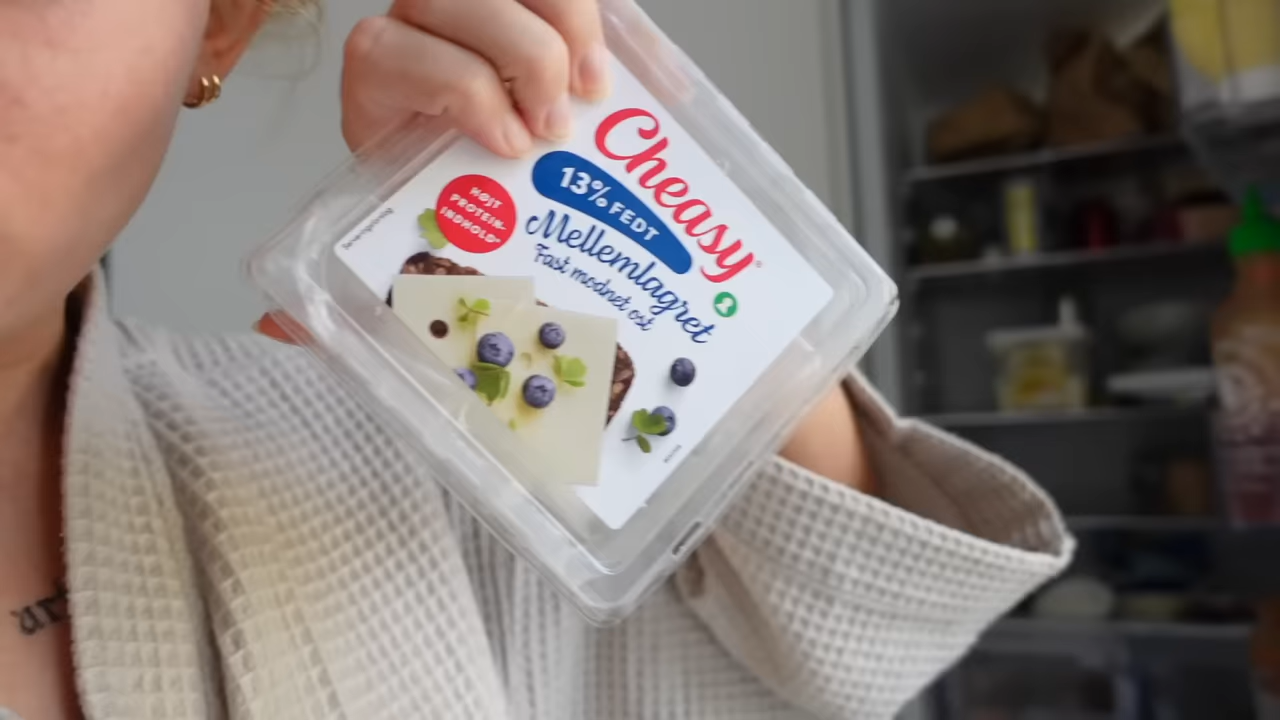 Cheasy®
13% FEDT
Mellemlagret
Fast modnet ost
HØJT
PROTEIN-
INDHOLD*